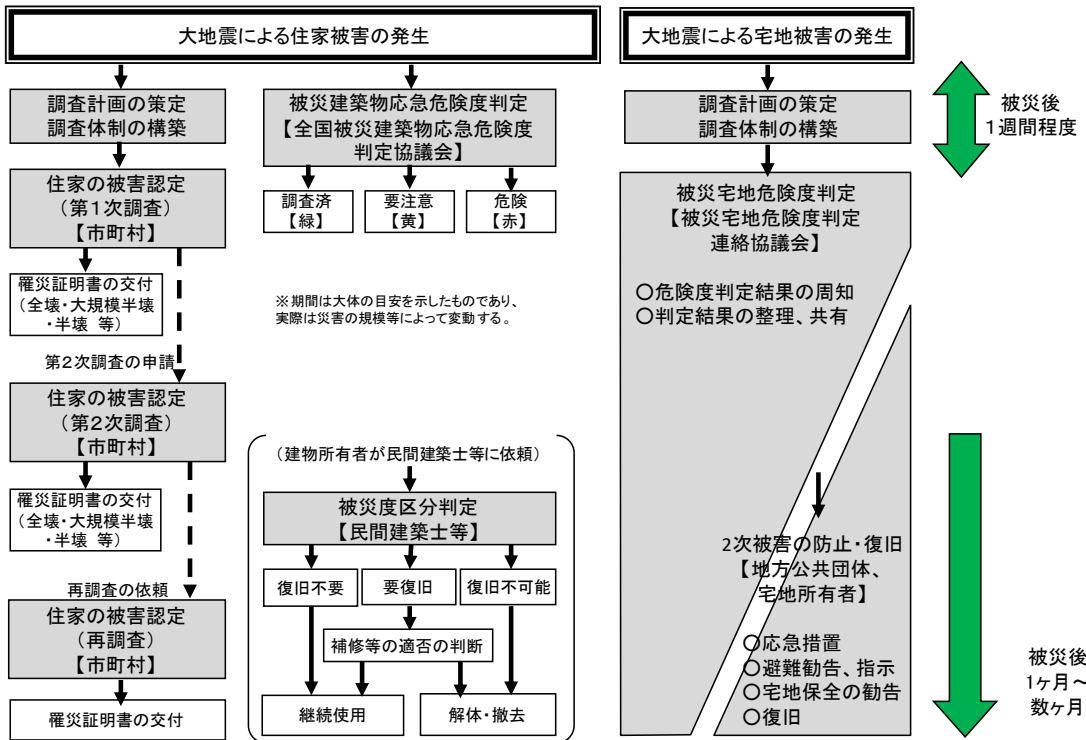 大地震による住家被害の発生
調査計画の策定
調査体制の構築
住家の被害認定
(第1次調査)
【市町村】
罹災証明書の交付
(全壊・大規模半壊
・半壊 等)
第2次調査の申請
住家の被害認定
(第2次調査)
【市町村】
罹災証明書の交付
(全壊・大規模半壊
・半壊 等)
再調査の依頼
住家の被害認定
(再調査)
【市町村】
罹災証明書の交付
被災建築物応急危険度判定
【全国被災建築物応急危険度
判定協議会】
調査済
【緑】
要注意
【黄】
危険
【赤】
※期間は大体の目安を示したものであり、
実際は災害の規模等によって変動する。
(建物所有者が民間建築士等に依頼)
被災度区分判定
【民間建築士等】
復旧不要
要復旧
復旧不可能
補修等の適否の判断
継続使用
解体・撤去
大地震による宅地被害の発生
調査計画の策定
調査体制の構築
被災宅地危険度判定
【被災宅地危険度判定
連絡協議会】
○危険度判定結果の周知
○判定結果の整理、共有
2次被害の防止・復旧
【地方公共団体、
宅地所有者】
○応急措置
○避難勧告、指示
○宅地保全の勧告
○復旧
被災後
1週間程度
被災後
1ヶ月~
数ヶ月